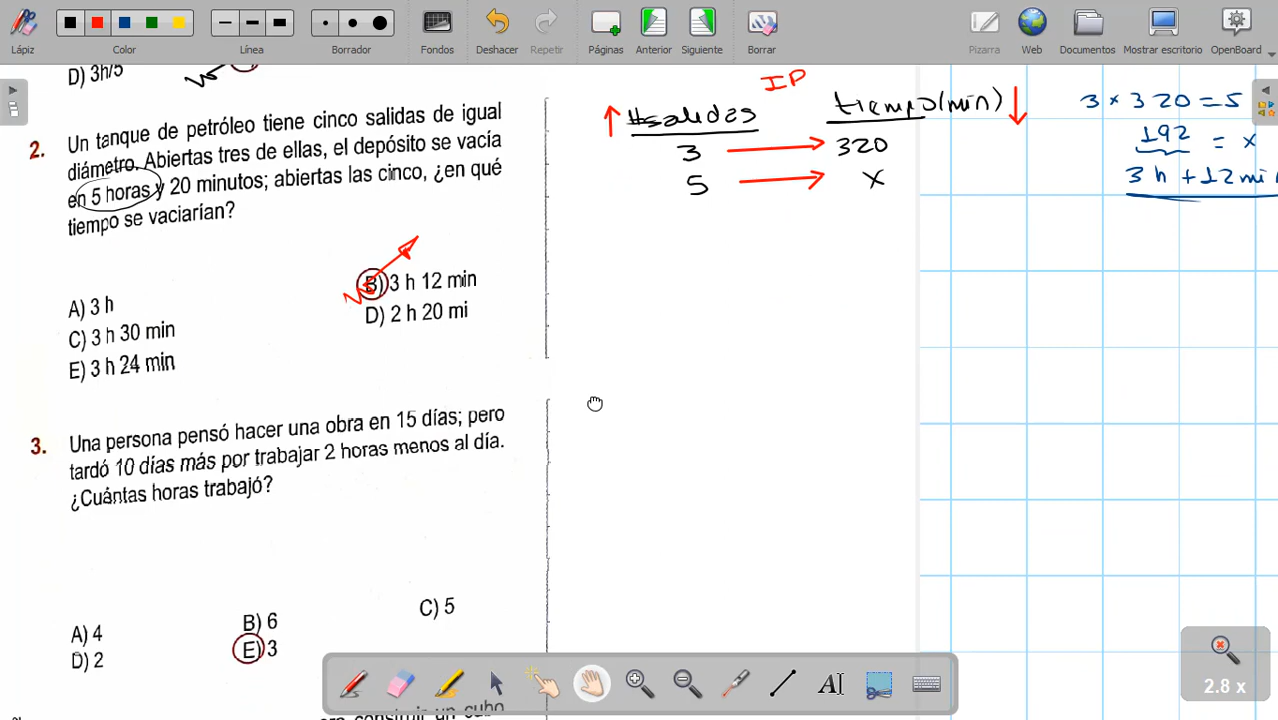 Lápiz
Color
Línea
Borrador
Fondos
Deshacer
Repetir
Páginas
Anterior
Siguiente
Borrar
Pizarra
Web
Documentos
Mostrar escritorio
OpenBoard
D) 3h/5
2. Un tanque de petróleo tiene cinco salidas de igual
diámetro. Abiertas tres de ellas, el depósito se vacía
en 5 horas y 20 minutos; abiertas las cinco, ¿en qué
tiempo se vaciarían?
A) 3 h
B) 3 h 12 min
C) 3 h 30 min
D) 2 h 20 mi
E) 3 h 24 min
IP
#salidas tiempo(min)
3 320
5 x
3 × 320 = 5
192 = x
3 h + 12 min
3. Una persona pensó hacer una obra en 15 días; pero
tardó 10 días más por trabajar 2 horas menos al día.
¿Cuántas horas trabajó?
A) 4
B) 6
C) 5
D) 2
E) 3
construir un cubo
2.8 x